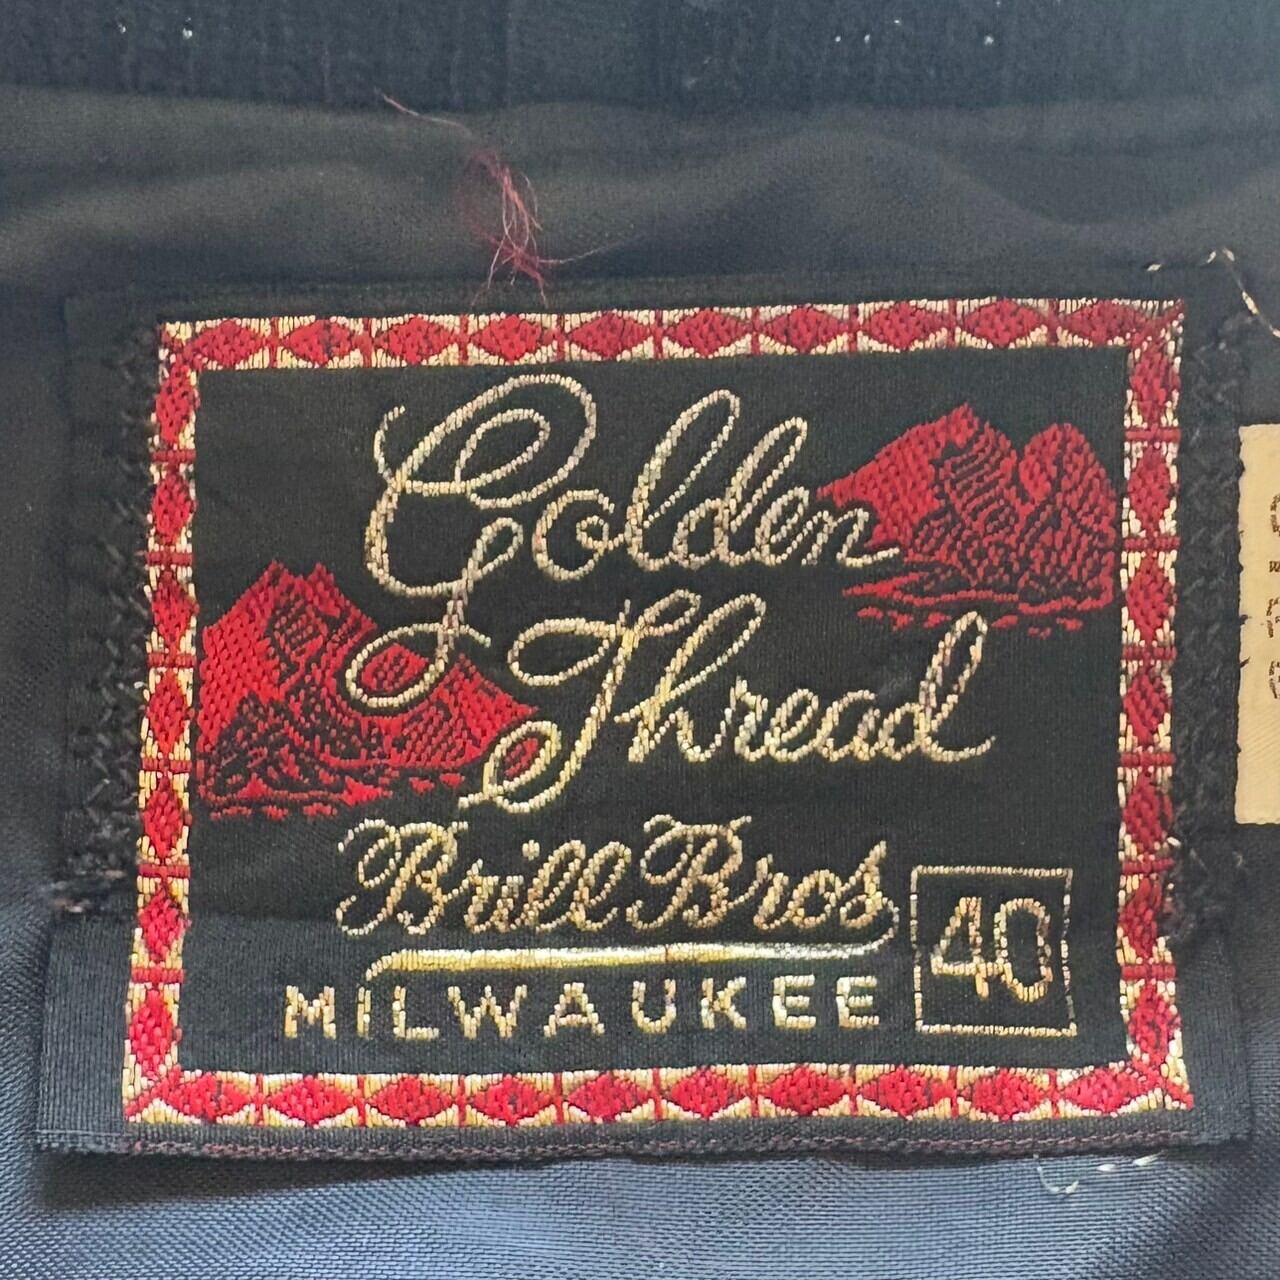 Golden
Thread
Brill Bros
40
MILWAUKEE